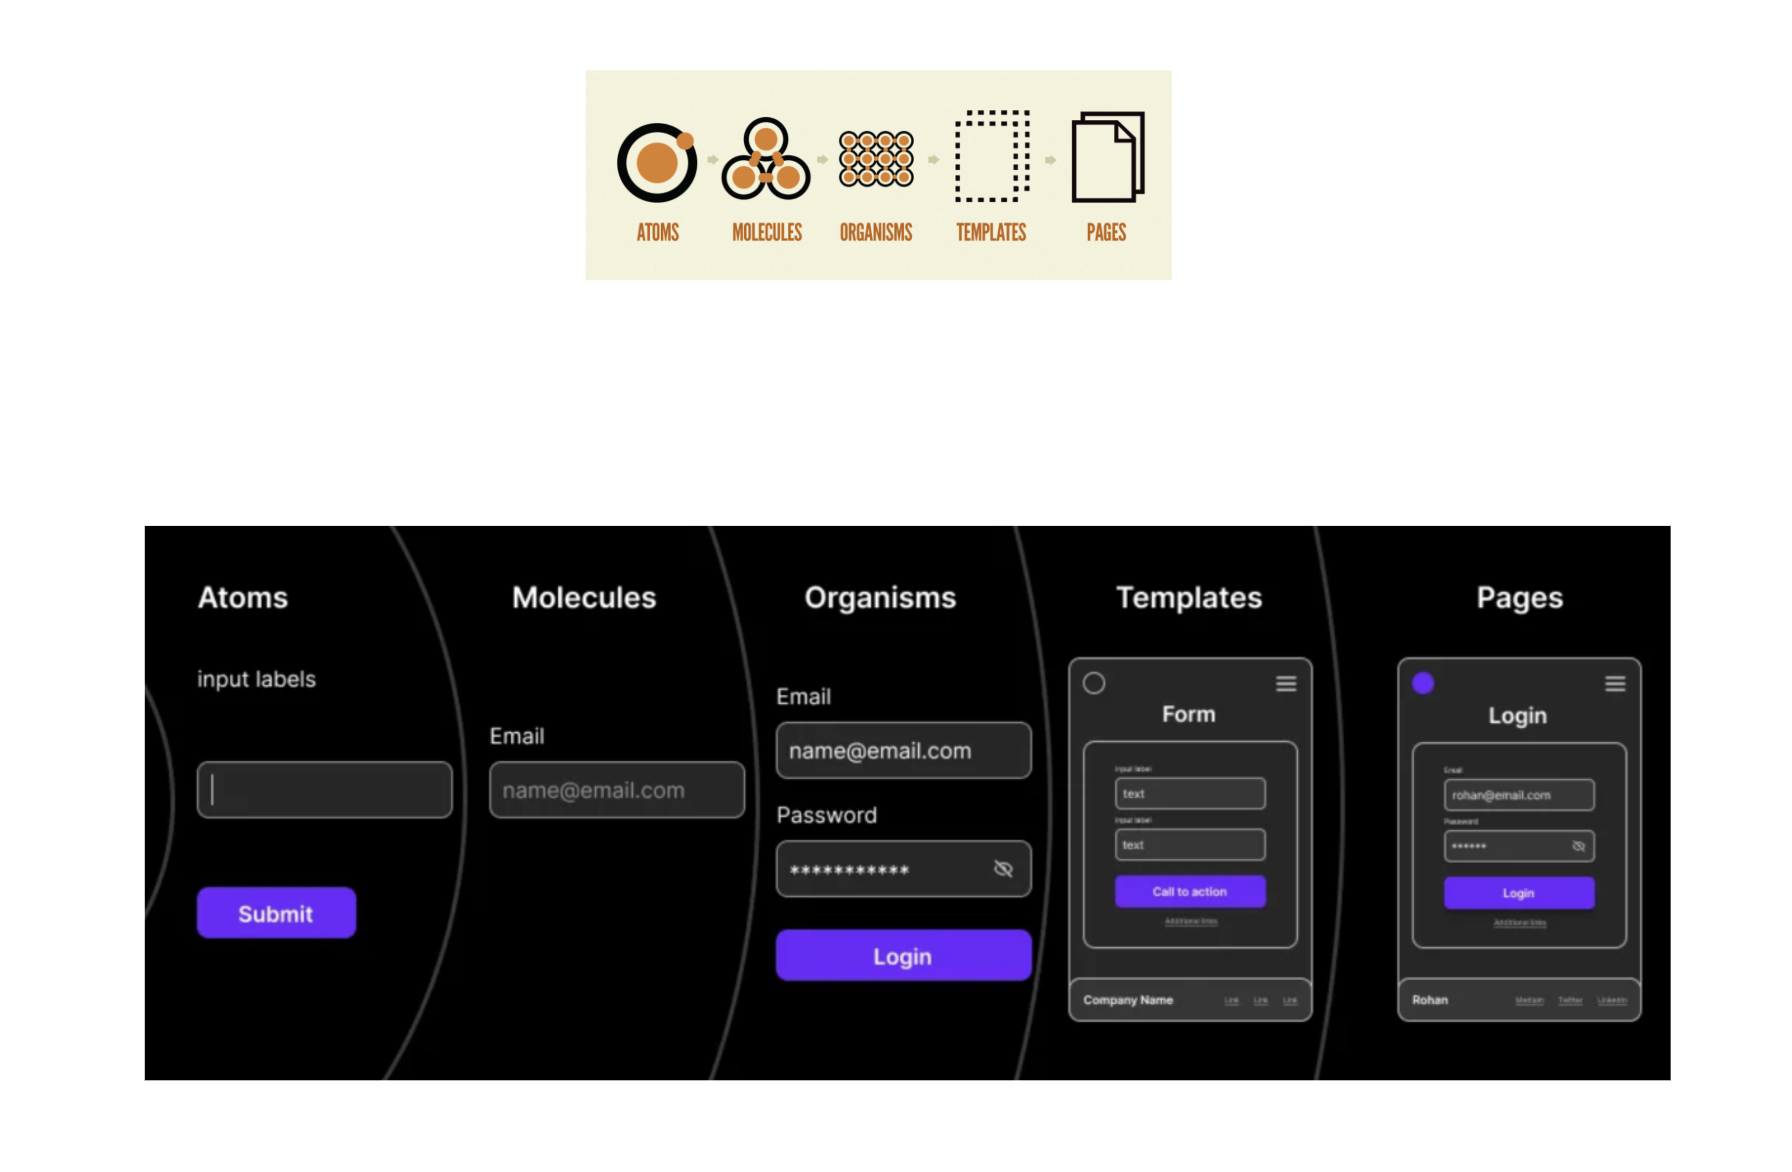 ATOMS
MOLECULES
ORGANISMS
TEMPLATES
PAGES
Atoms
input labels
Submit
Molecules
Email
name@email.com
Organisms
Email
name@email.com
Password
***********
Login
Templates
Form
Input label
text
Input label
text
Call to action
Additional links
Company Name
Link Link Link
Pages
Login
Email
rohan@email.com
Password
******
Login
Additional links
Rohan
Medium Twitter LinkedIn